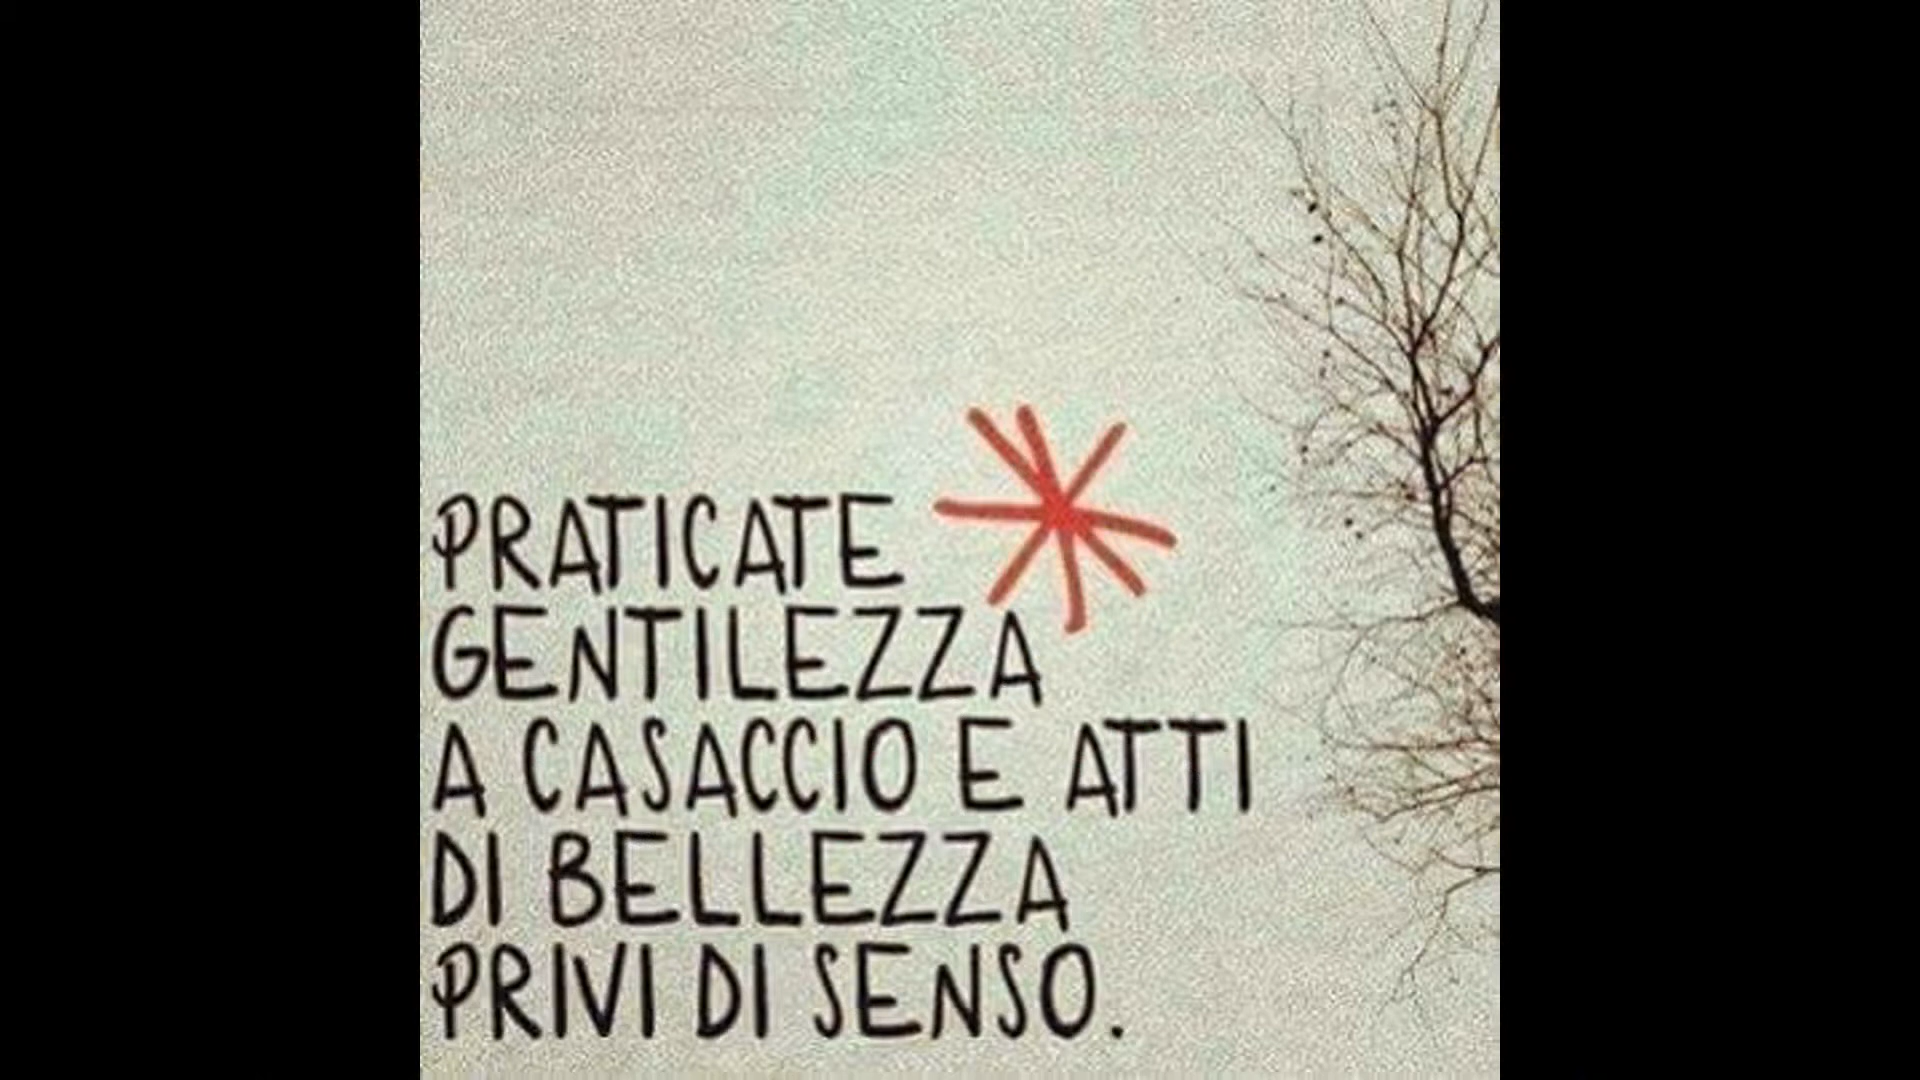 PRATICATE
GENTILEZZA
A CASACCIO E ATTI
DI BELLEZZA
PRIVI DI SENSO.